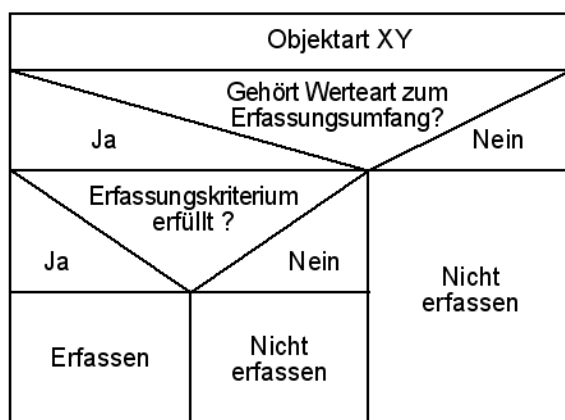 Objektart XY
Gehört Werteart zum
Erfassungsumfang?
Ja
Nein
Erfassungskriterium
erfüllt ?
Ja
Nein
Nicht
erfassen
Erfassen
Nicht
erfassen